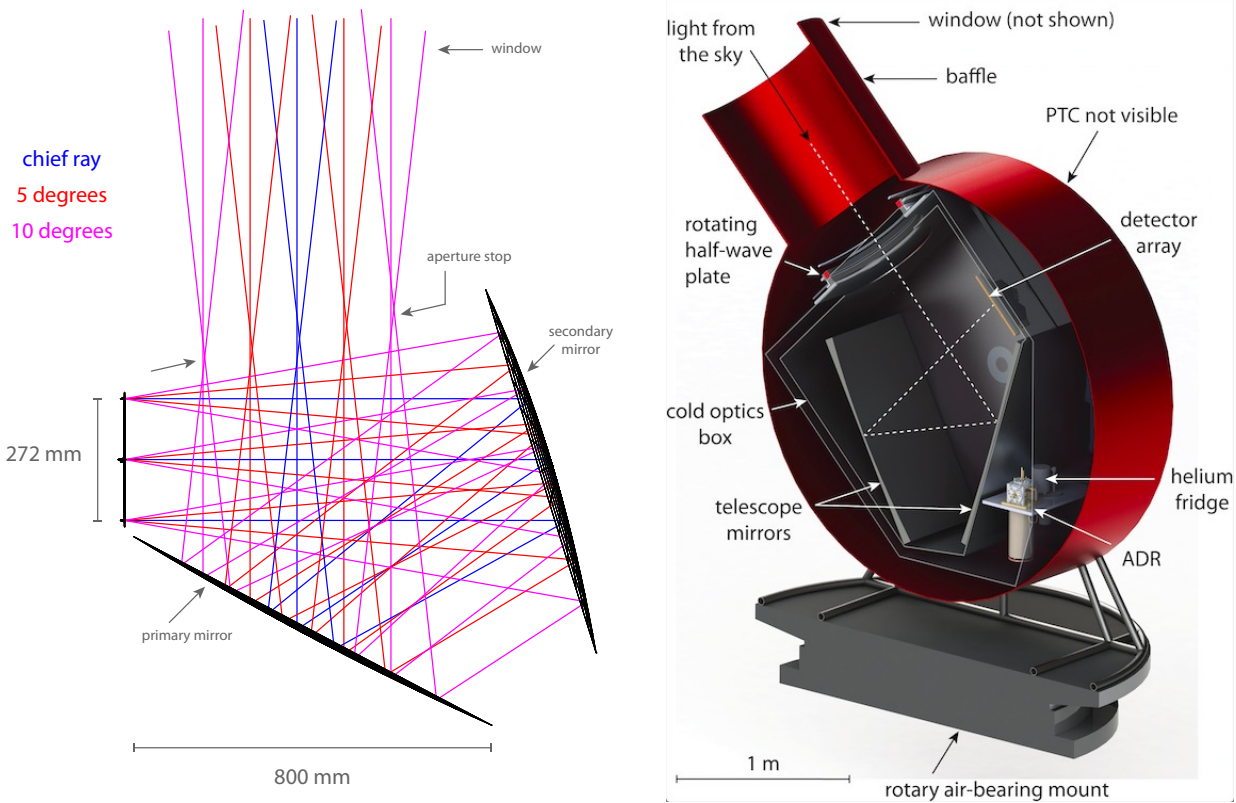 window
chief ray
5 degrees
10 degrees
aperture stop
secondary
mirror
272 mm
primary mirror
800 mm
light from
the sky
window (not shown)
baffle
PTC not visible
rotating
half-wave
plate
detector
array
cold optics
box
telescope
mirrors
helium
fridge
ADR
1 m
rotary air-bearing mount